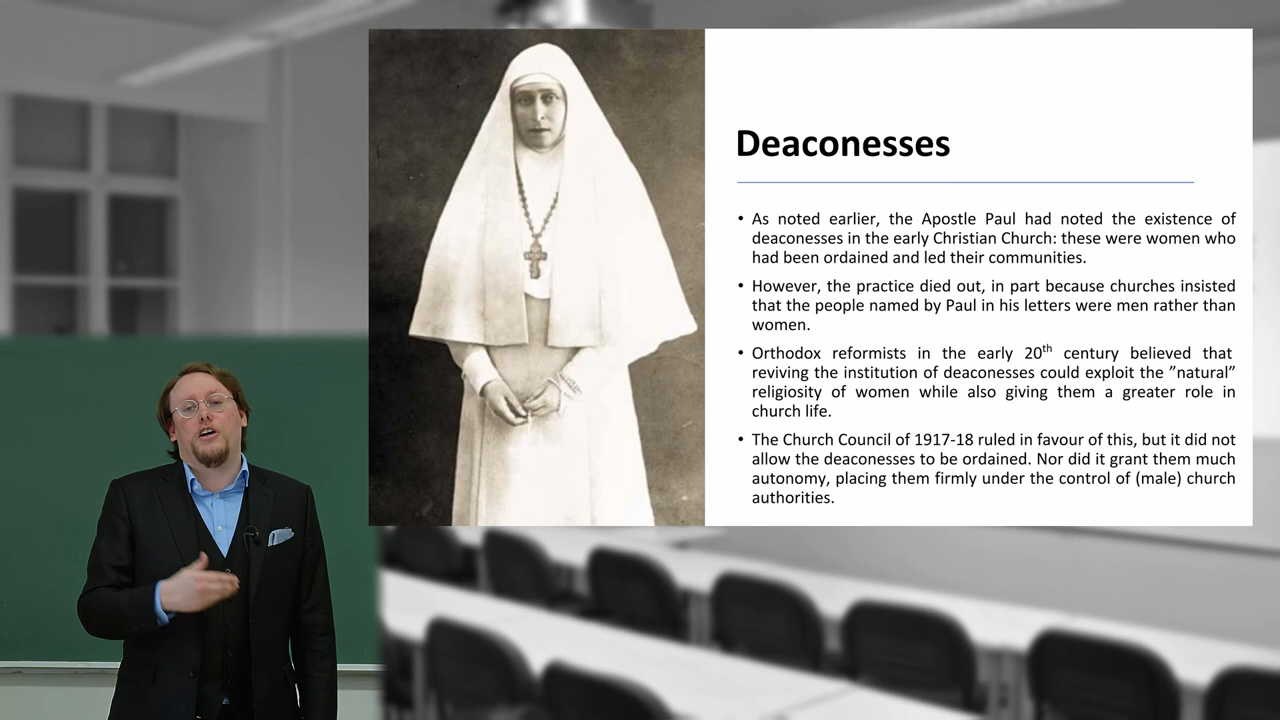 Deaconesses
• As noted earlier, the Apostle Paul had noted the existence of
deaconesses in the early Christian Church: these were women who
had been ordained and led their communities.
• However, the practice died out, in part because churches insisted
that the people named by Paul in his letters were men rather than
women.
• Orthodox reformists in the early 20th century believed that
reviving the institution of deaconesses could exploit the ”natural”
religiosity of women while also giving them a greater role in
church life.
• The Church Council of 1917-18 ruled in favour of this, but it did not
allow the deaconesses to be ordained. Nor did it grant them much
autonomy, placing them firmly under the control of (male) church
authorities.